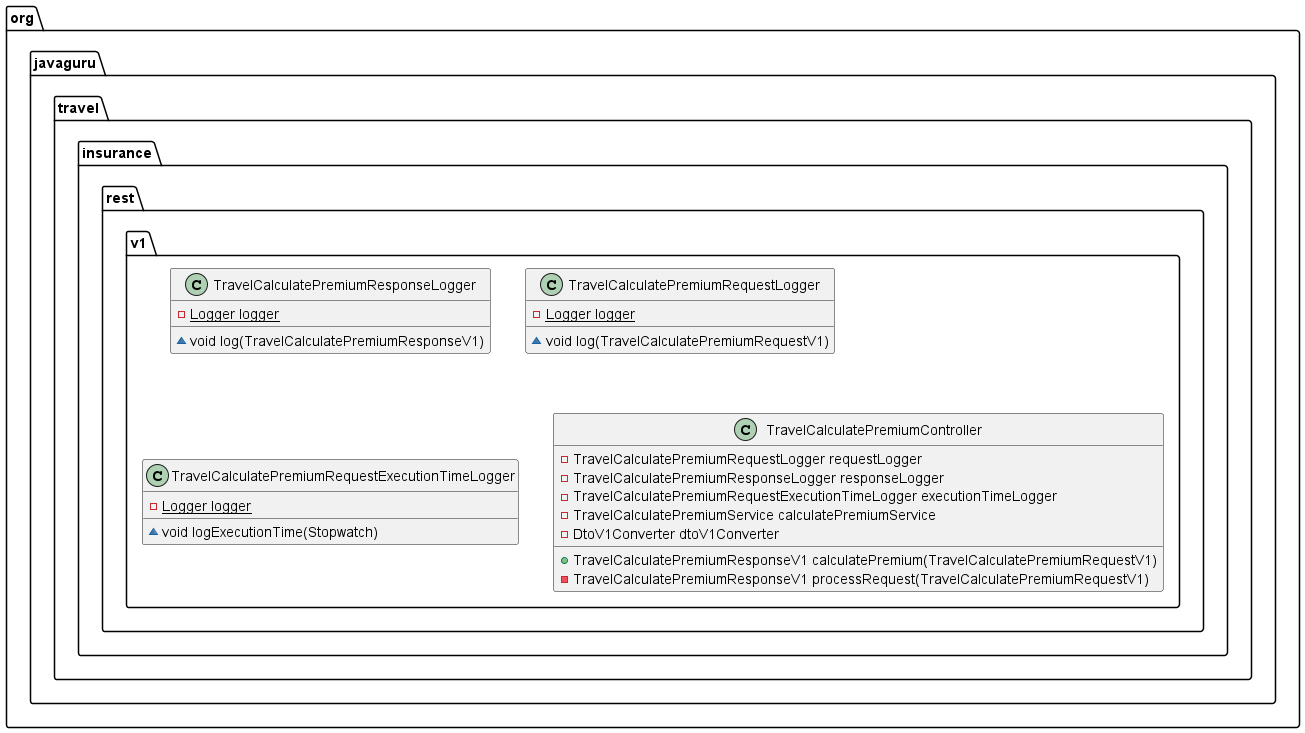 org
javaguru
travel
insurance
rest
v1
C TravelCalculatePremiumResponseLogger
Logger logger
void log(TravelCalculatePremiumResponseV1)
C TravelCalculatePremiumRequestLogger
Logger logger
void log(TravelCalculatePremiumRequestV1)
C TravelCalculatePremiumRequestExecutionTimeLogger
Logger logger
void logExecutionTime(Stopwatch)
C TravelCalculatePremiumController
TravelCalculatePremiumRequestLogger requestLogger
TravelCalculatePremiumResponseLogger responseLogger
TravelCalculatePremiumRequestExecutionTimeLogger executionTimeLogger
TravelCalculatePremiumService calculatePremiumService
DtoV1Converter dtoV1Converter
TravelCalculatePremiumResponseV1 calculatePremium(TravelCalculatePremiumRequestV1)
TravelCalculatePremiumResponseV1 processRequest(TravelCalculatePremiumRequestV1)